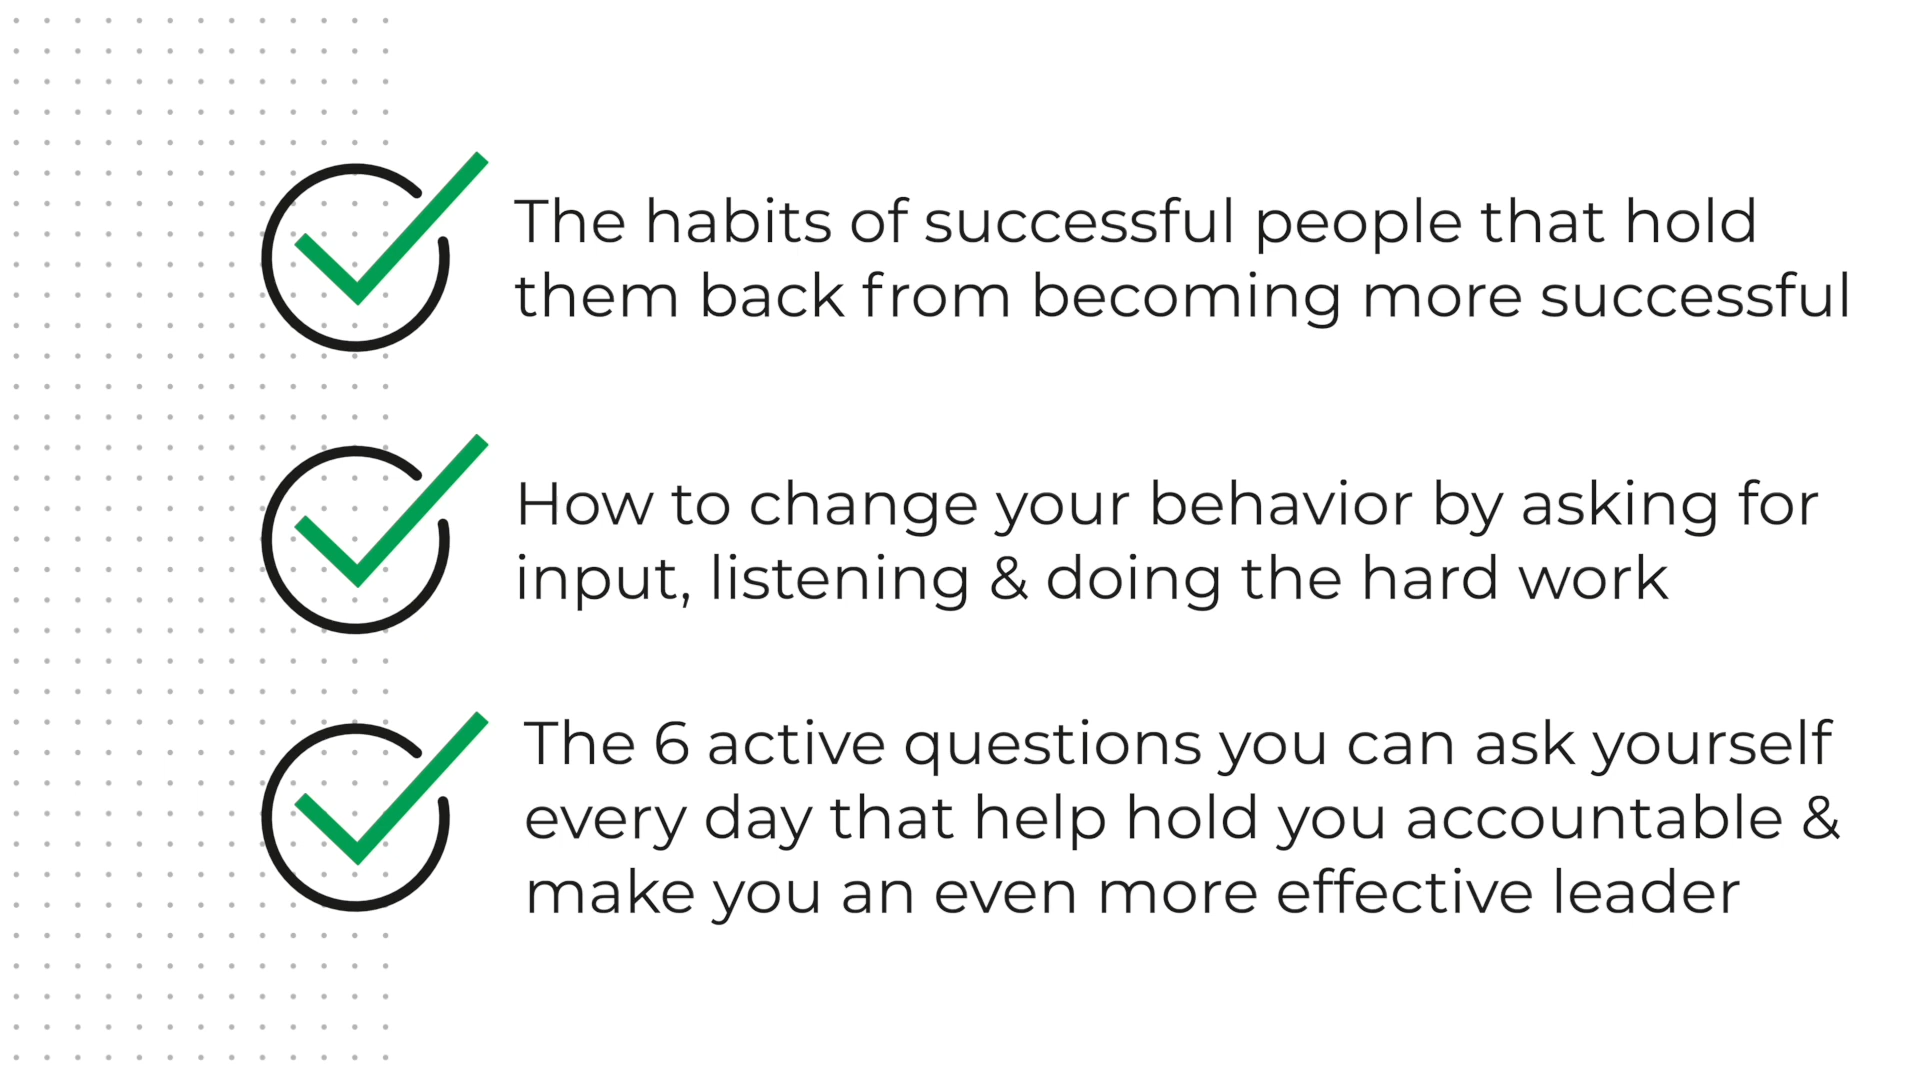 The habits of successful people that hold
them back from becoming more successful
How to change your behavior by asking for
input, listening & doing the hard work
The 6 active questions you can ask yourself
every day that help hold you accountable &
make you an even more effective leader